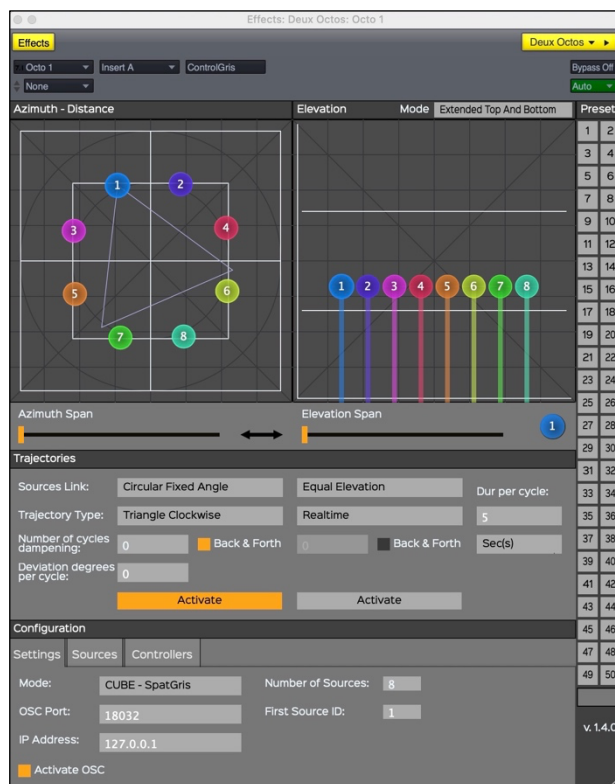 Effects: Deux Octos: Octo 1
Effects
Deux Octos
Octo 1 Insert A ControlGris Bypass Off
None Auto
Azimuth - Distance Elevation Mode Extended Top And Bottom Preset
1 2
3 4
5 6
7 8
9 10
11 12
13 14
15 16
17 18
19 20
21 22
23 24
25 26
27 28
29 30
31 32
33 34
35 36
37 38
39 40
41 42
43 44
45 46
47 48
49 50
1 2
3 4
5 6
7 8
1 2 3 4 5 6 7 8
Azimuth Span Elevation Span 1
Trajectories
Sources Link: Circular Fixed Angle Equal Elevation Dur per cycle:
Trajectory Type: Triangle Clockwise Realtime 5
Number of cycles dampening: 0 Back & Forth 0 Back & Forth Sec(s)
Deviation degrees per cycle: 0
Activate Activate
Configuration
Settings Sources Controllers
Mode: CUBE - SpatGris Number of Sources: 8
OSC Port: 18032 First Source ID: 1
IP Address: 127.0.0.1
Activate OSC
v. 1.4.0